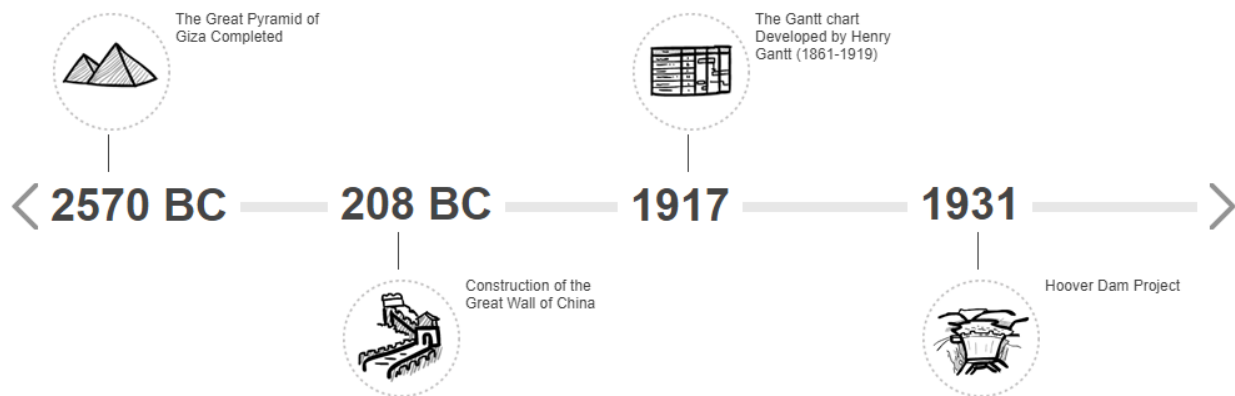 The Great Pyramid of
Giza Completed
The Gantt chart
Developed by Henry
Gantt (1861-1919)
2570 BC
208 BC
1917
1931
Construction of the
Great Wall of China
Hoover Dam Project